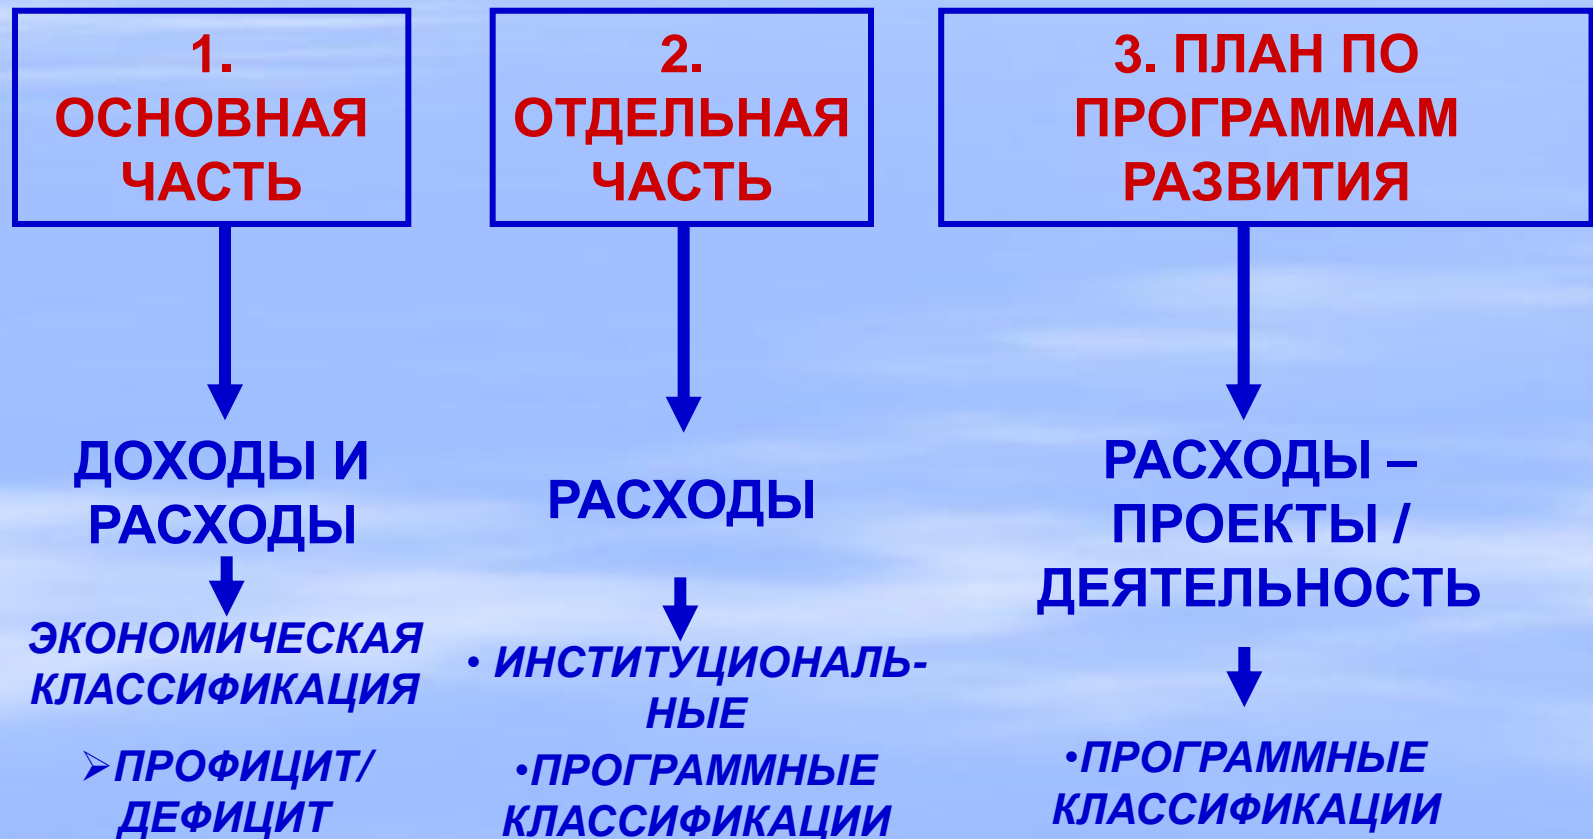 1.
ОСНОВНАЯ
ЧАСТЬ
ДОХОДЫ И
РАСХОДЫ
ЭКОНОМИЧЕСКАЯ
КЛАССИФИКАЦИЯ
➢ПРОФИЦИТ/
ДЕФИЦИТ
2.
ОТДЕЛЬНАЯ
ЧАСТЬ
РАСХОДЫ
• ИНСТИТУЦИОНАЛЬ-
НЫЕ
•ПРОГРАММНЫЕ
КЛАССИФИКАЦИИ
3. ПЛАН ПО
ПРОГРАММАМ
РАЗВИТИЯ
РАСХОДЫ –
ПРОЕКТЫ /
ДЕЯТЕЛЬНОСТЬ
•ПРОГРАММНЫЕ
КЛАССИФИКАЦИИ